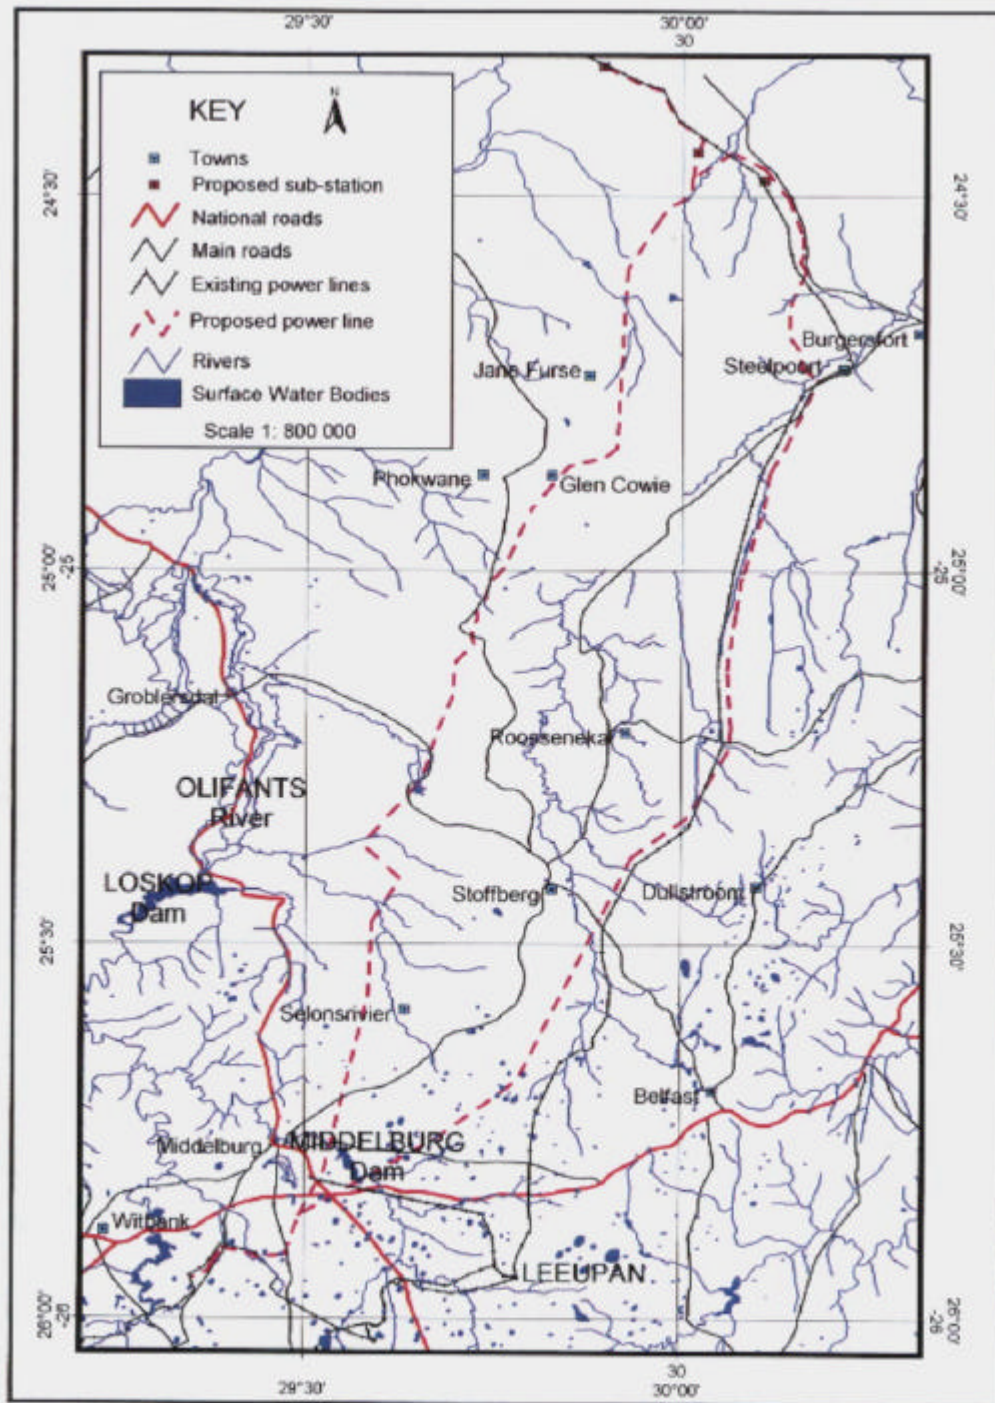 29°30'
30°00'
30
KEY
N
Towns
Proposed sub-station
National roads
Main roads
Existing power lines
Proposed power line
Rivers
Surface Water Bodies
Scale 1: 800 000
24°30'
24°30'
Burgersfort
Steelpoort
Jane Furse
Phokwane
Glen Cowie
25°00'
-25
25°00'
-25
Groblersdal
Roossenekal
OLIFANTS
River
LOSKOP
Dam
Stoffberg
Dullstroom
25°30'
25°30'
Selonsrivier
Belfast
Middelburg
MIDDELBURG
Dam
Witbank
LEEUPAN
26°00'
-26
26°00'
-26
29°30'
30
30°00'